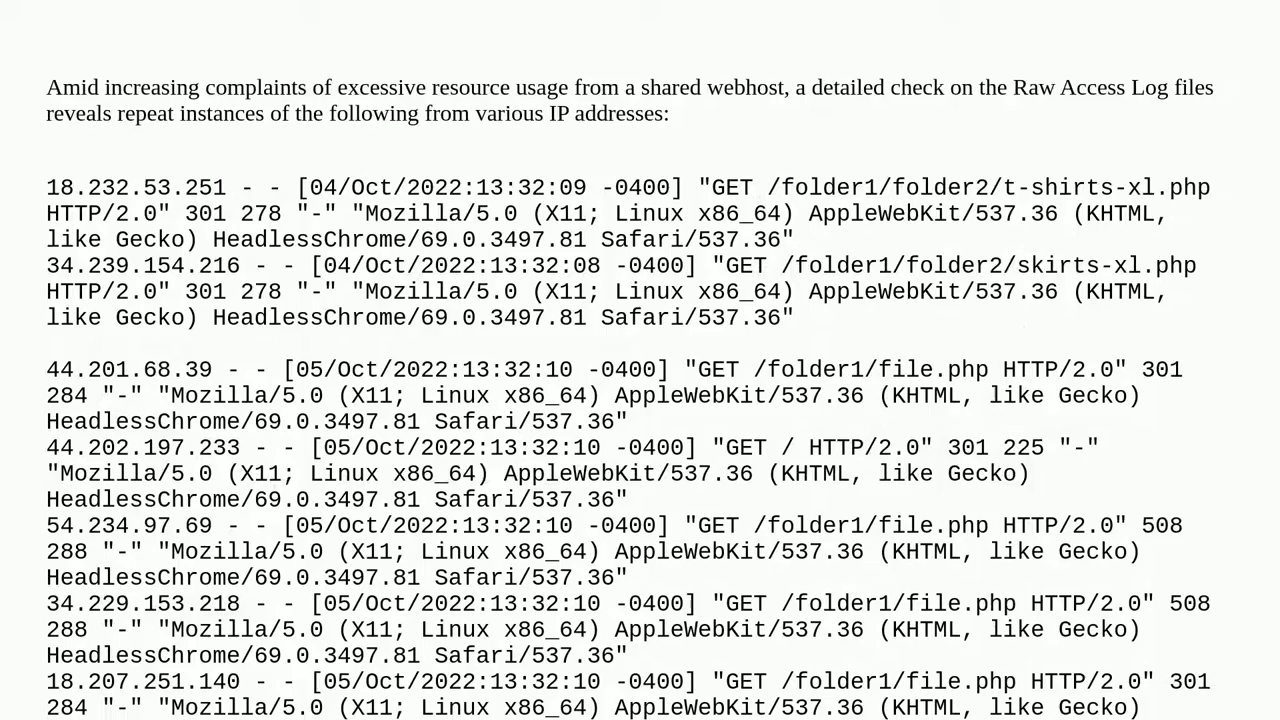 Amid increasing complaints of excessive resource usage from a shared webhost, a detailed check on the Raw Access Log files
reveals repeat instances of the following from various IP addresses:
18.232.53.251 - - [04/Oct/2022:13:32:09 -0400] "GET /folder1/folder2/t-shirts-xl.php
HTTP/2.0" 301 278 "-" "Mozilla/5.0 (X11; Linux x86_64) AppleWebKit/537.36 (KHTML,
like Gecko) HeadlessChrome/69.0.3497.81 Safari/537.36"
34.239.154.216 - - [04/Oct/2022:13:32:08 -0400] "GET /folder1/folder2/skirts-xl.php
HTTP/2.0" 301 278 "-" "Mozilla/5.0 (X11; Linux x86_64) AppleWebKit/537.36 (KHTML,
like Gecko) HeadlessChrome/69.0.3497.81 Safari/537.36"
44.201.68.39 - - [05/Oct/2022:13:32:10 -0400] "GET /folder1/file.php HTTP/2.0" 301
284 "-" "Mozilla/5.0 (X11; Linux x86_64) AppleWebKit/537.36 (KHTML, like Gecko)
HeadlessChrome/69.0.3497.81 Safari/537.36"
44.202.197.233 - - [05/Oct/2022:13:32:10 -0400] "GET / HTTP/2.0" 301 225 "-"
"Mozilla/5.0 (X11; Linux x86_64) AppleWebKit/537.36 (KHTML, like Gecko)
HeadlessChrome/69.0.3497.81 Safari/537.36"
54.234.97.69 - - [05/Oct/2022:13:32:10 -0400] "GET /folder1/file.php HTTP/2.0" 508
288 "-" "Mozilla/5.0 (X11; Linux x86_64) AppleWebKit/537.36 (KHTML, like Gecko)
HeadlessChrome/69.0.3497.81 Safari/537.36"
34.229.153.218 - - [05/Oct/2022:13:32:10 -0400] "GET /folder1/file.php HTTP/2.0" 508
288 "-" "Mozilla/5.0 (X11; Linux x86_64) AppleWebKit/537.36 (KHTML, like Gecko)
HeadlessChrome/69.0.3497.81 Safari/537.36"
18.207.251.140 - - [05/Oct/2022:13:32:10 -0400] "GET /folder1/file.php HTTP/2.0" 301
284 "-" "Mozilla/5.0 (X11; Linux x86_64) AppleWebKit/537.36 (KHTML, like Gecko)